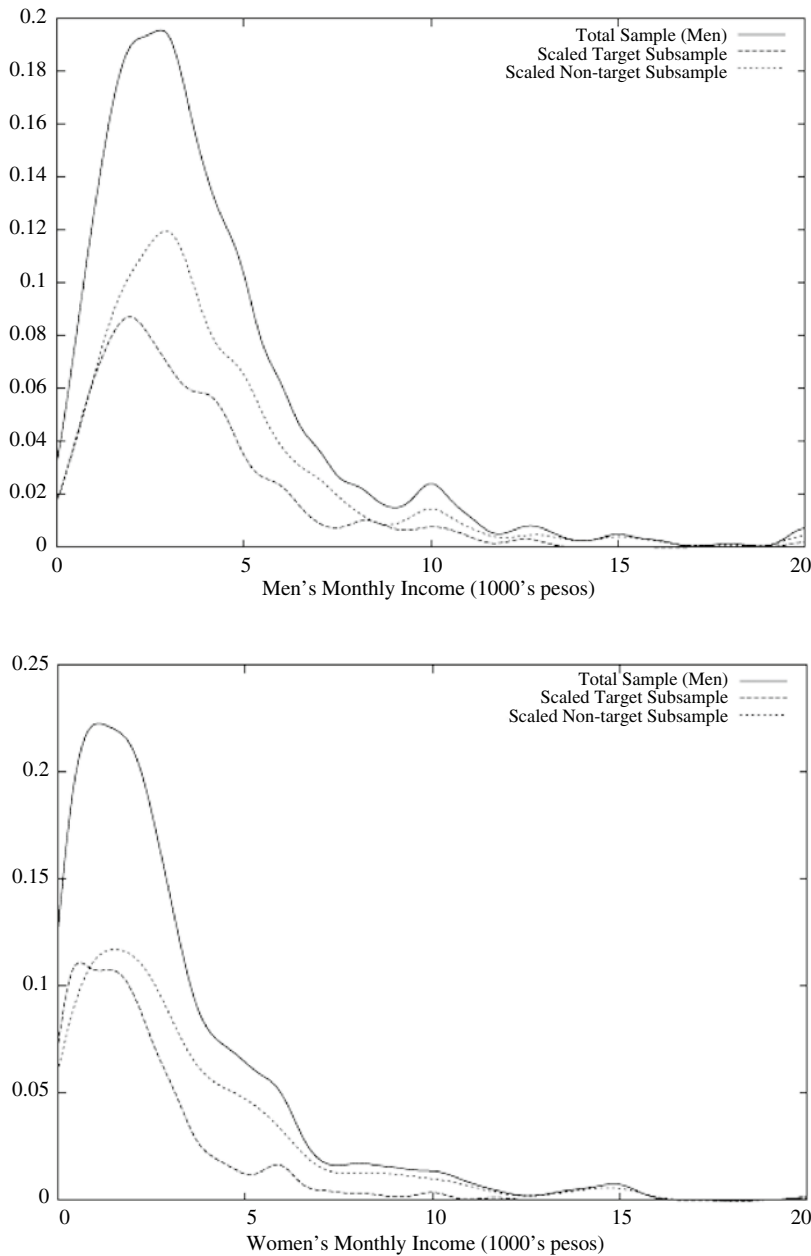 0.2
Total Sample (Men)
Scaled Target Subsample
Scaled Non-target Subsample
0.18
0.16
0.14
0.12
0.1
0.08
0.06
0.04
0.02
0
0 5 10 15 20
Men's Monthly Income (1000's pesos)
0.25
Total Sample (Men)
Scaled Target Subsample
Scaled Non-target Subsample
0.2
0.15
0.1
0.05
0
0 5 10 15 20
Women's Monthly Income (1000's pesos)